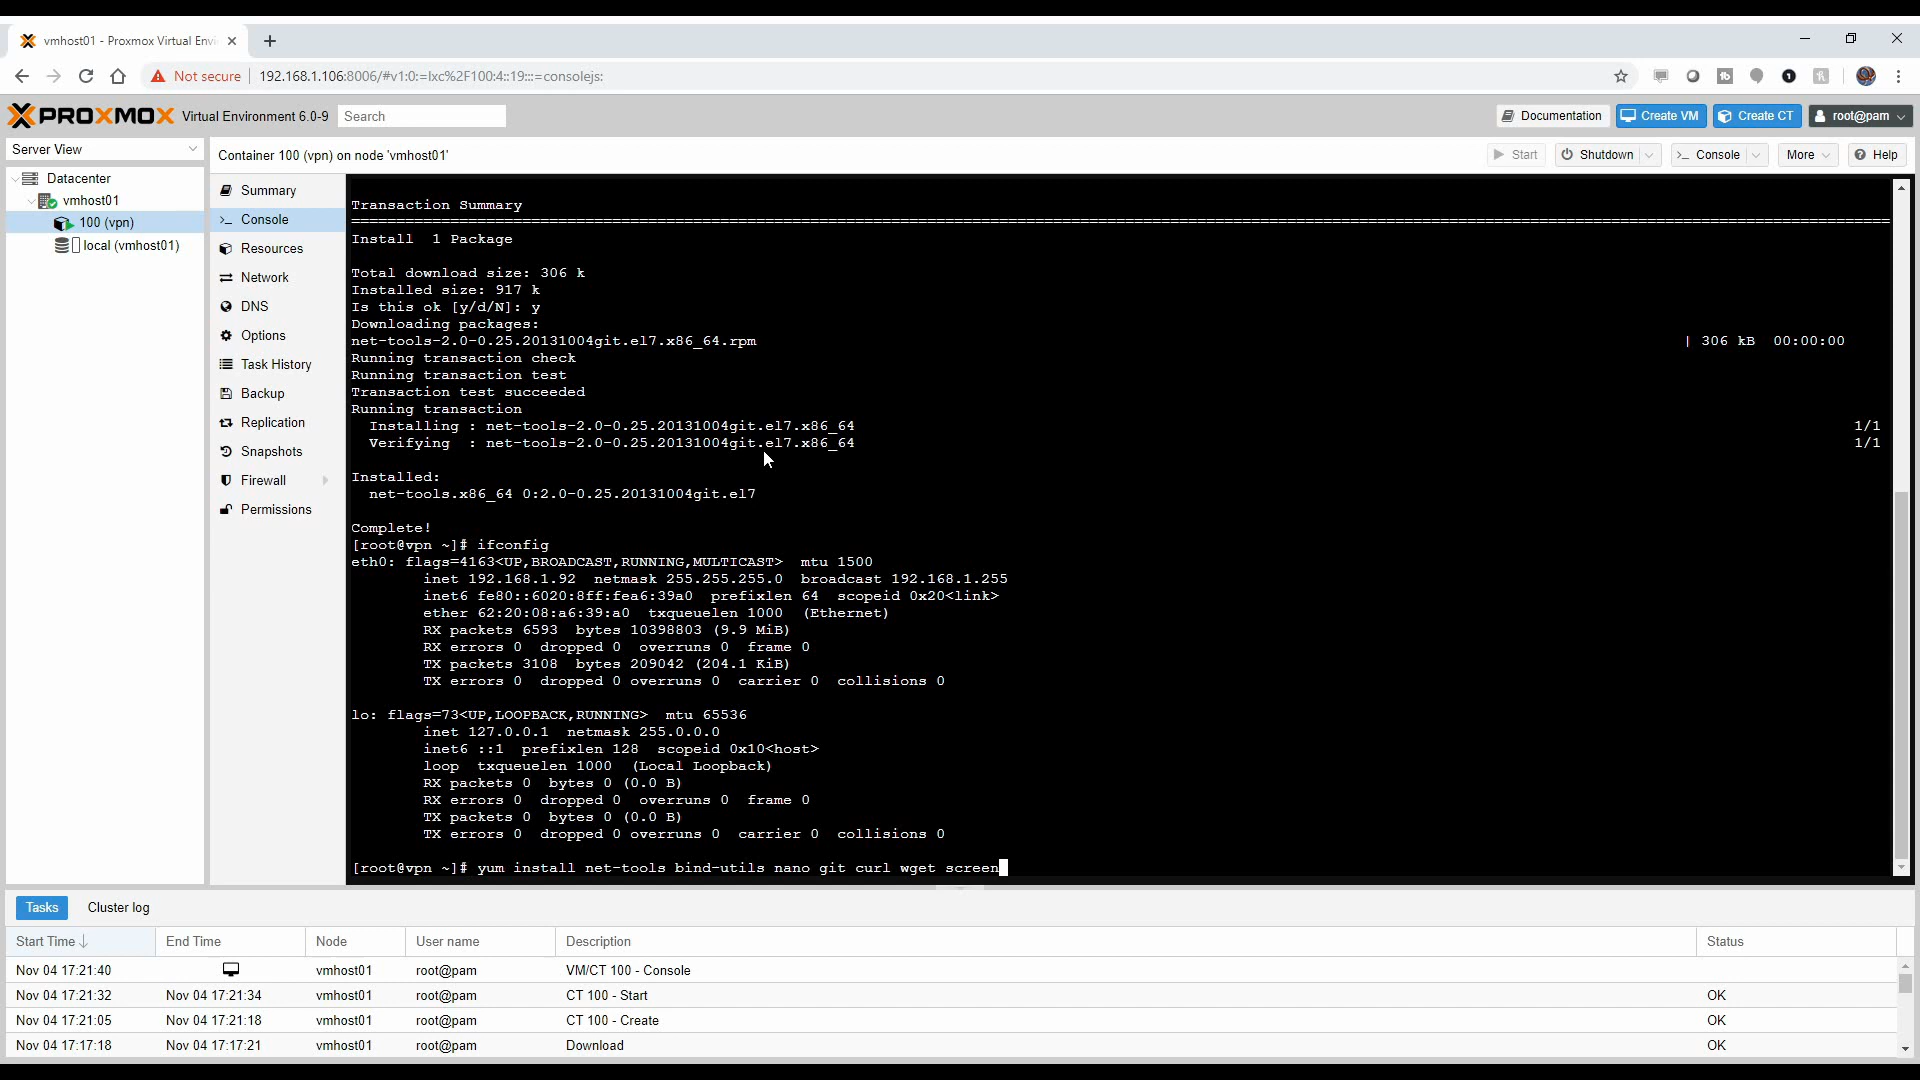 vmhost01 - Proxmox Virtual Envi
Not secure
192.168.1.106:8006/#v1:0:=lxc%2F100:4::19:::=consolejs:
PROXMOX Virtual Environment 6.0-9 Search
Documentation Create VM Create CT root@pam
Server View
Container 100 (vpn) on node 'vmhost01'
Start Shutdown Console More Help
Datacenter
vmhost01
100 (vpn)
local (vmhost01)
Summary
Console
Resources
Network
DNS
Options
Task History
Backup
Replication
Snapshots
Firewall
Permissions
Transaction Summary
================================================================================
Install  1 Package
Total download size: 306 k
Installed size: 917 k
Is this ok [y/d/N]: y
Downloading packages:
net-tools-2.0-0.25.20131004git.el7.x86_64.rpm | 306 kB  00:00:00
Running transaction check
Running transaction test
Transaction test succeeded
Running transaction
  Installing : net-tools-2.0-0.25.20131004git.el7.x86_64 1/1
  Verifying  : net-tools-2.0-0.25.20131004git.el7.x86_64 1/1
Installed:
  net-tools.x86_64 0:2.0-0.25.20131004git.el7
Complete!
[root@vpn ~]# ifconfig
eth0: flags=4163<UP,BROADCAST,RUNNING,MULTICAST>  mtu 1500
        inet 192.168.1.92  netmask 255.255.255.0  broadcast 192.168.1.255
        inet6 fe80::6020:8ff:fea6:39a0  prefixlen 64  scopeid 0x20<link>
        ether 62:20:08:a6:39:a0  txqueuelen 1000  (Ethernet)
        RX packets 6593  bytes 10398803 (9.9 MiB)
        RX errors 0  dropped 0  overruns 0  frame 0
        TX packets 3108  bytes 209042 (204.1 KiB)
        TX errors 0  dropped 0 overruns 0  carrier 0  collisions 0
lo: flags=73<UP,LOOPBACK,RUNNING>  mtu 65536
        inet 127.0.0.1  netmask 255.0.0.0
        inet6 ::1  prefixlen 128  scopeid 0x10<host>
        loop  txqueuelen 1000  (Local Loopback)
        RX packets 0  bytes 0 (0.0 B)
        RX errors 0  dropped 0  overruns 0  frame 0
        TX packets 0  bytes 0 (0.0 B)
        TX errors 0  dropped 0 overruns 0  carrier 0  collisions 0
[root@vpn ~]# yum install net-tools bind-utils nano git curl wget screen
Tasks Cluster log
Start Time End Time Node User name Description Status
Nov 04 17:21:40 vmhost01 root@pam VM/CT 100 - Console
Nov 04 17:21:32 Nov 04 17:21:34 vmhost01 root@pam CT 100 - Start OK
Nov 04 17:21:05 Nov 04 17:21:18 vmhost01 root@pam CT 100 - Create OK
Nov 04 17:17:18 Nov 04 17:17:21 vmhost01 root@pam Download OK